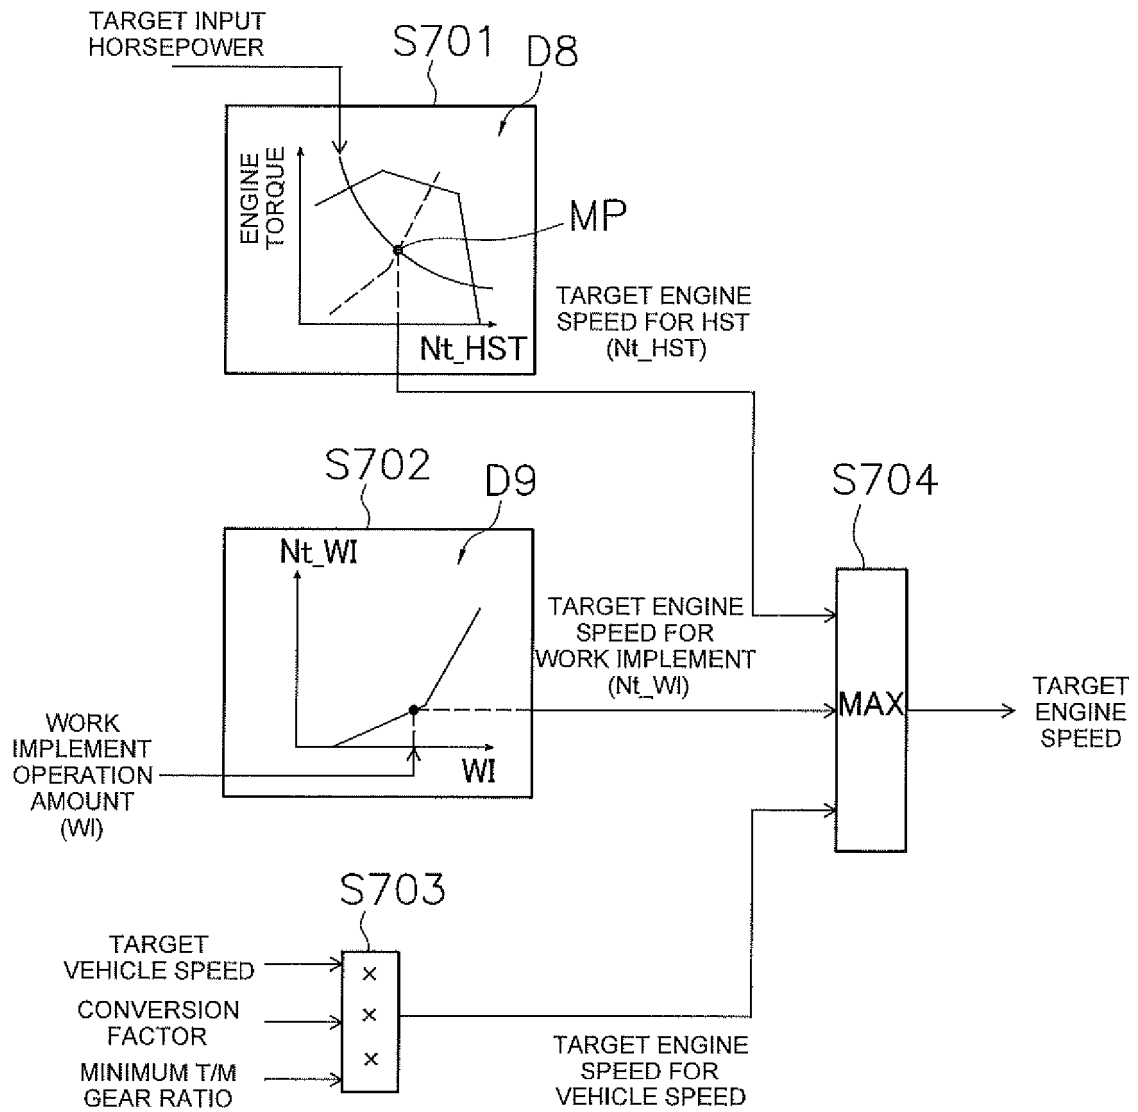 TARGET INPUT
HORSEPOWER
S701
D8
ENGINE
TORQUE
MP
Nt_HST
TARGET ENGINE
SPEED FOR HST
(Nt_HST)
S702
D9
S704
Nt_WI
TARGET ENGINE
SPEED FOR
WORK IMPLEMENT
(Nt_WI)
MAX
TARGET
ENGINE
SPEED
WORK
IMPLEMENT
OPERATION
AMOUNT
(WI)
WI
S703
TARGET
VEHICLE SPEED
×
CONVERSION
FACTOR
×
MINIMUM T/M
GEAR RATIO
×
TARGET ENGINE
SPEED FOR
VEHICLE SPEED